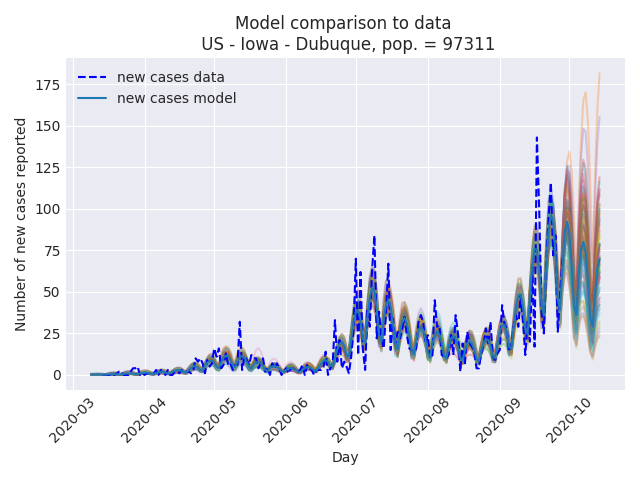 Model comparison to data
US - Iowa - Dubuque, pop. = 97311
new cases data
new cases model
Number of new cases reported
175
150
125
100
75
50
25
0
2020-03
2020-04
2020-05
2020-06
2020-07
2020-08
2020-09
2020-10
Day